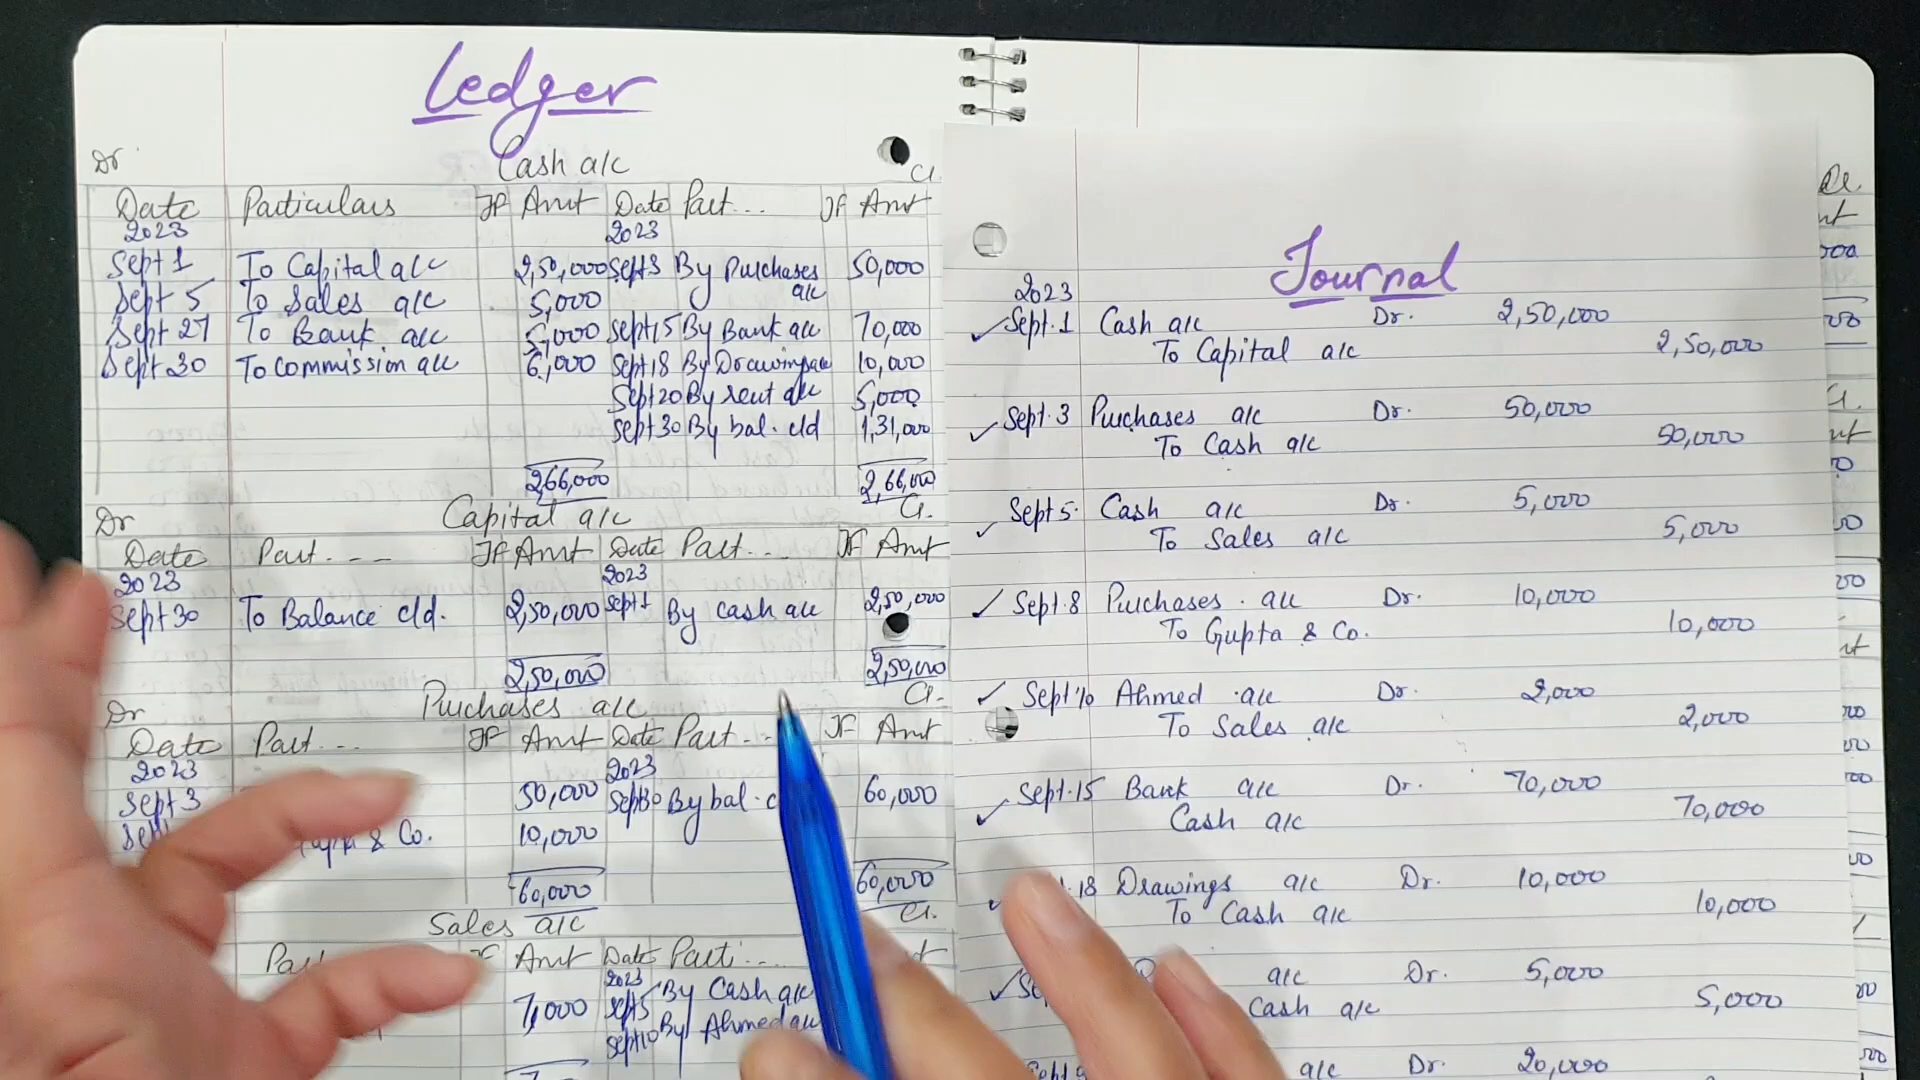 Ledger
Dr Cash a/c Cr.
Date Particulars JF Amt Date Part... JF Amt
2023 2023
Sept 1 To Capital a/c 2,50,000 Sept 3 By Purchases a/c 50,000
Sept 5 To Sales a/c 5,000
Sept 27 To Bank a/c 5,000 Sept 15 By Bank a/c 70,000
Sept 30 To Commission a/c 6,000 Sept 18 By Drawings a/c 10,000
Sept 20 By rent a/c 5,000
Sept 30 By bal. c/d 1,31,000
2,66,000 2,66,000
Dr Capital a/c Cr.
Date Part.... JF Amt Date Part... JF Amt
2023 2023
Sept 30 To Balance c/d. 2,50,000 Sept 1 By Cash a/c 2,50,000
2,50,000 2,50,000
Dr Purchases a/c Cr.
Date Part... JF Amt Date Part... JF Amt
2023 2023
Sept 3 50,000 Sept 30 By bal. 60,000
10,000
& Co.
60,000 60,000
Sales a/c Cr.
Amt Date Parti...
2023
7,000 Sept 5 By Cash a/c
Sept 10 By Ahmed a/c
Journal
2023
Sept. 1 Cash a/c Dr. 2,50,000
To Capital a/c 2,50,000
Sept. 3 Purchases a/c Dr. 50,000
To Cash a/c 50,000
Sept 5. Cash a/c Dr. 5,000
To Sales a/c 5,000
Sept. 8 Purchases. a/c Dr. 10,000
To Gupta & Co. 10,000
Sept 10 Ahmed a/c Dr. 2,000
To Sales a/c 2,000
Sept. 15 Bank a/c Dr. 70,000
Cash a/c 70,000
18 Drawings a/c Dr. 10,000
To Cash a/c 10,000
a/c Dr. 5,000
Cash a/c 5,000
a/c Dr. 20,000